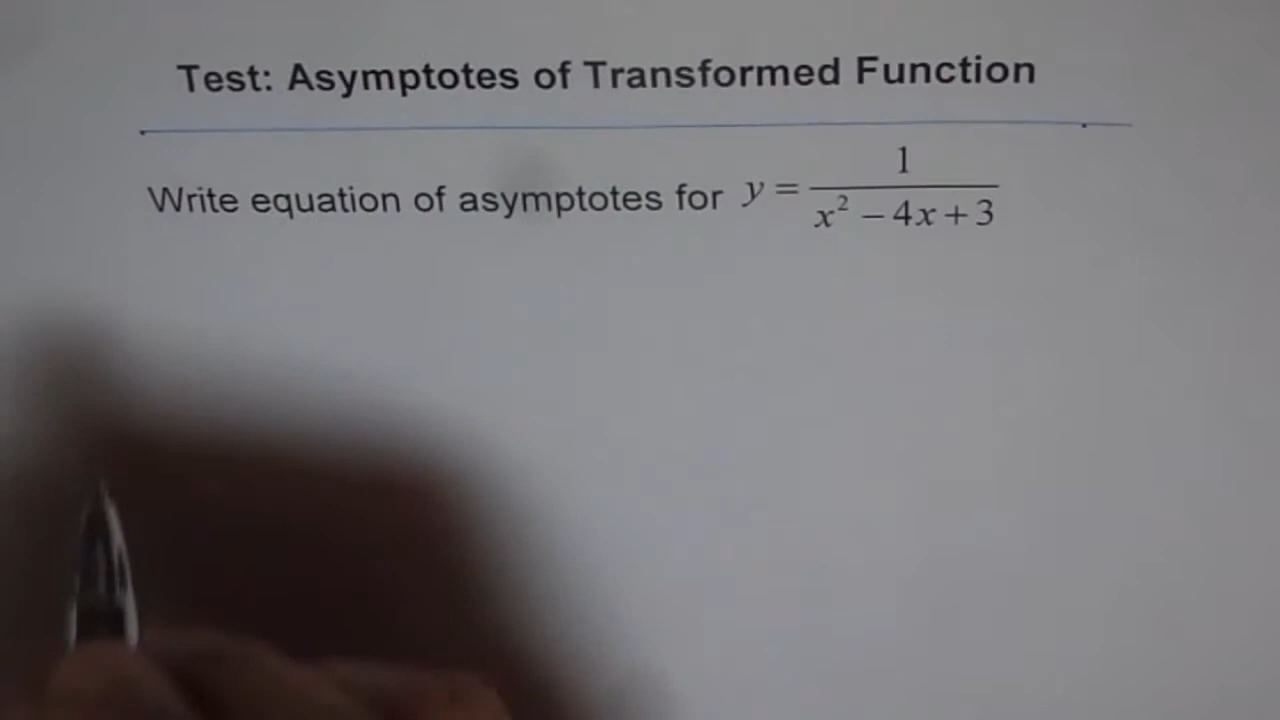 Test: Asymptotes of Transformed Function
Write equation of asymptotes for y = 1 / (x² − 4x + 3)